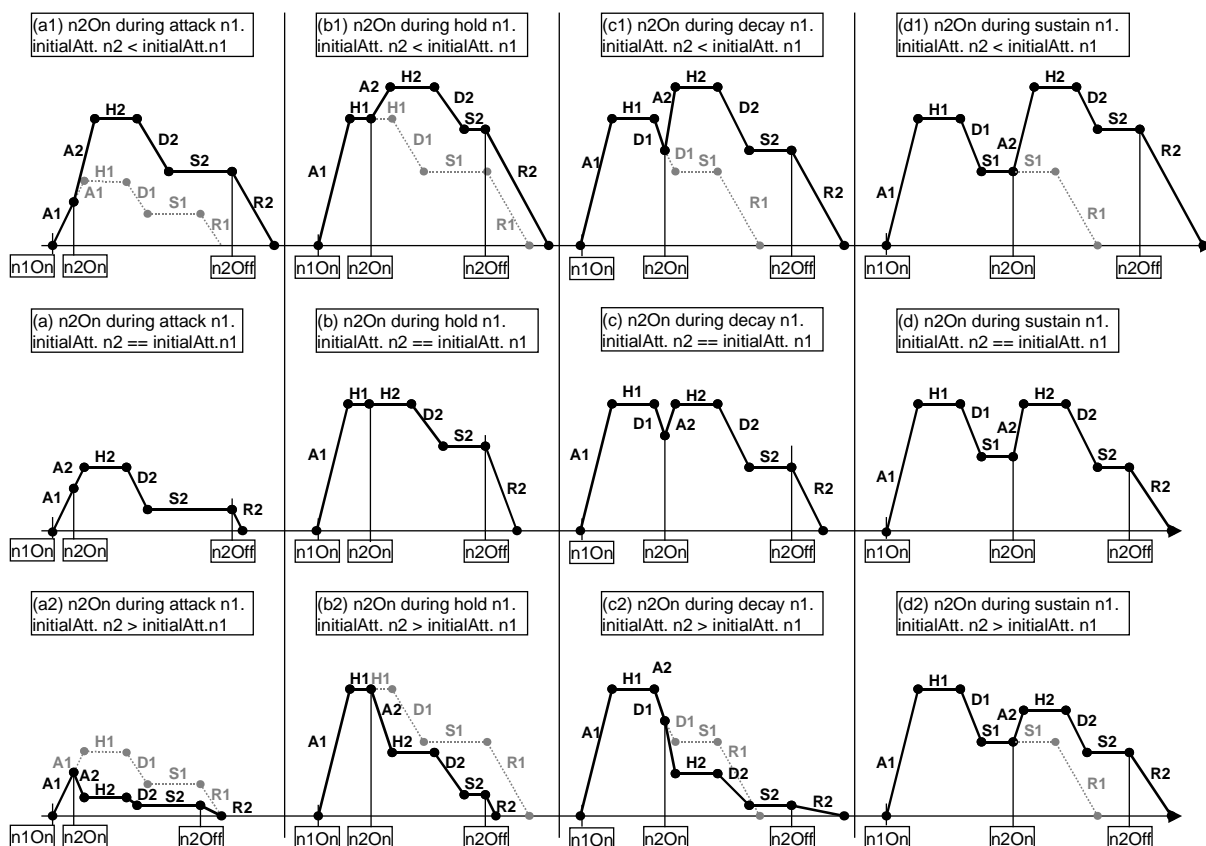 (a1) n2On during attack n1.
initialAtt. n2 < initialAtt.n1
(b1) n2On during hold n1.
initialAtt. n2 < initialAtt. n1
(c1) n2On during decay n1.
initialAtt. n2 < initialAtt. n1
(d1) n2On during sustain n1.
initialAtt. n2 < initialAtt. n1
A1
A2
H2
D2
S2
R2
A1
H1
D1
S1
R1
n1On
n2On
n2Off
A1
H1
A2
H2
D2
S2
R2
H1
D1
S1
R1
n1On
n2On
n2Off
A1
H1
D1
A2
H2
D2
S2
R2
D1
S1
R1
n1On
n2On
n2Off
A1
H1
D1
S1
A2
H2
D2
S2
R2
S1
R1
n1On
n2On
n2Off
(a) n2On during attack n1.
initialAtt. n2 == initialAtt.n1
(b) n2On during hold n1.
initialAtt. n2 == initialAtt. n1
(c) n2On during decay n1.
initialAtt. n2 == initialAtt. n1
(d) n2On during sustain n1.
initialAtt. n2 == initialAtt. n1
A1
A2
H2
D2
S2
R2
n1On
n2On
n2Off
A1
H1
H2
D2
S2
R2
n1On
n2On
n2Off
A1
H1
D1
A2
H2
D2
S2
R2
n1On
n2On
n2Off
A1
H1
D1
S1
A2
H2
D2
S2
R2
n1On
n2On
n2Off
(a2) n2On during attack n1.
initialAtt. n2 > initialAtt.n1
(b2) n2On during hold n1.
initialAtt. n2 > initialAtt. n1
(c2) n2On during decay n1.
initialAtt. n2 > initialAtt. n1
(d2) n2On during sustain n1.
initialAtt. n2 > initialAtt. n1
A1
A2
H2
D2
S2
R2
A1
H1
D1
S1
R1
n1On
n2On
n2Off
A1
H1
A2
H2
D2
S2
R2
H1
D1
S1
R1
n1On
n2On
n2Off
A1
H1
D1
A2
H2
D2
S2
R2
D1
S1
R1
n1On
n2On
n2Off
A1
H1
D1
S1
A2
H2
D2
S2
R2
S1
R1
n1On
n2On
n2Off